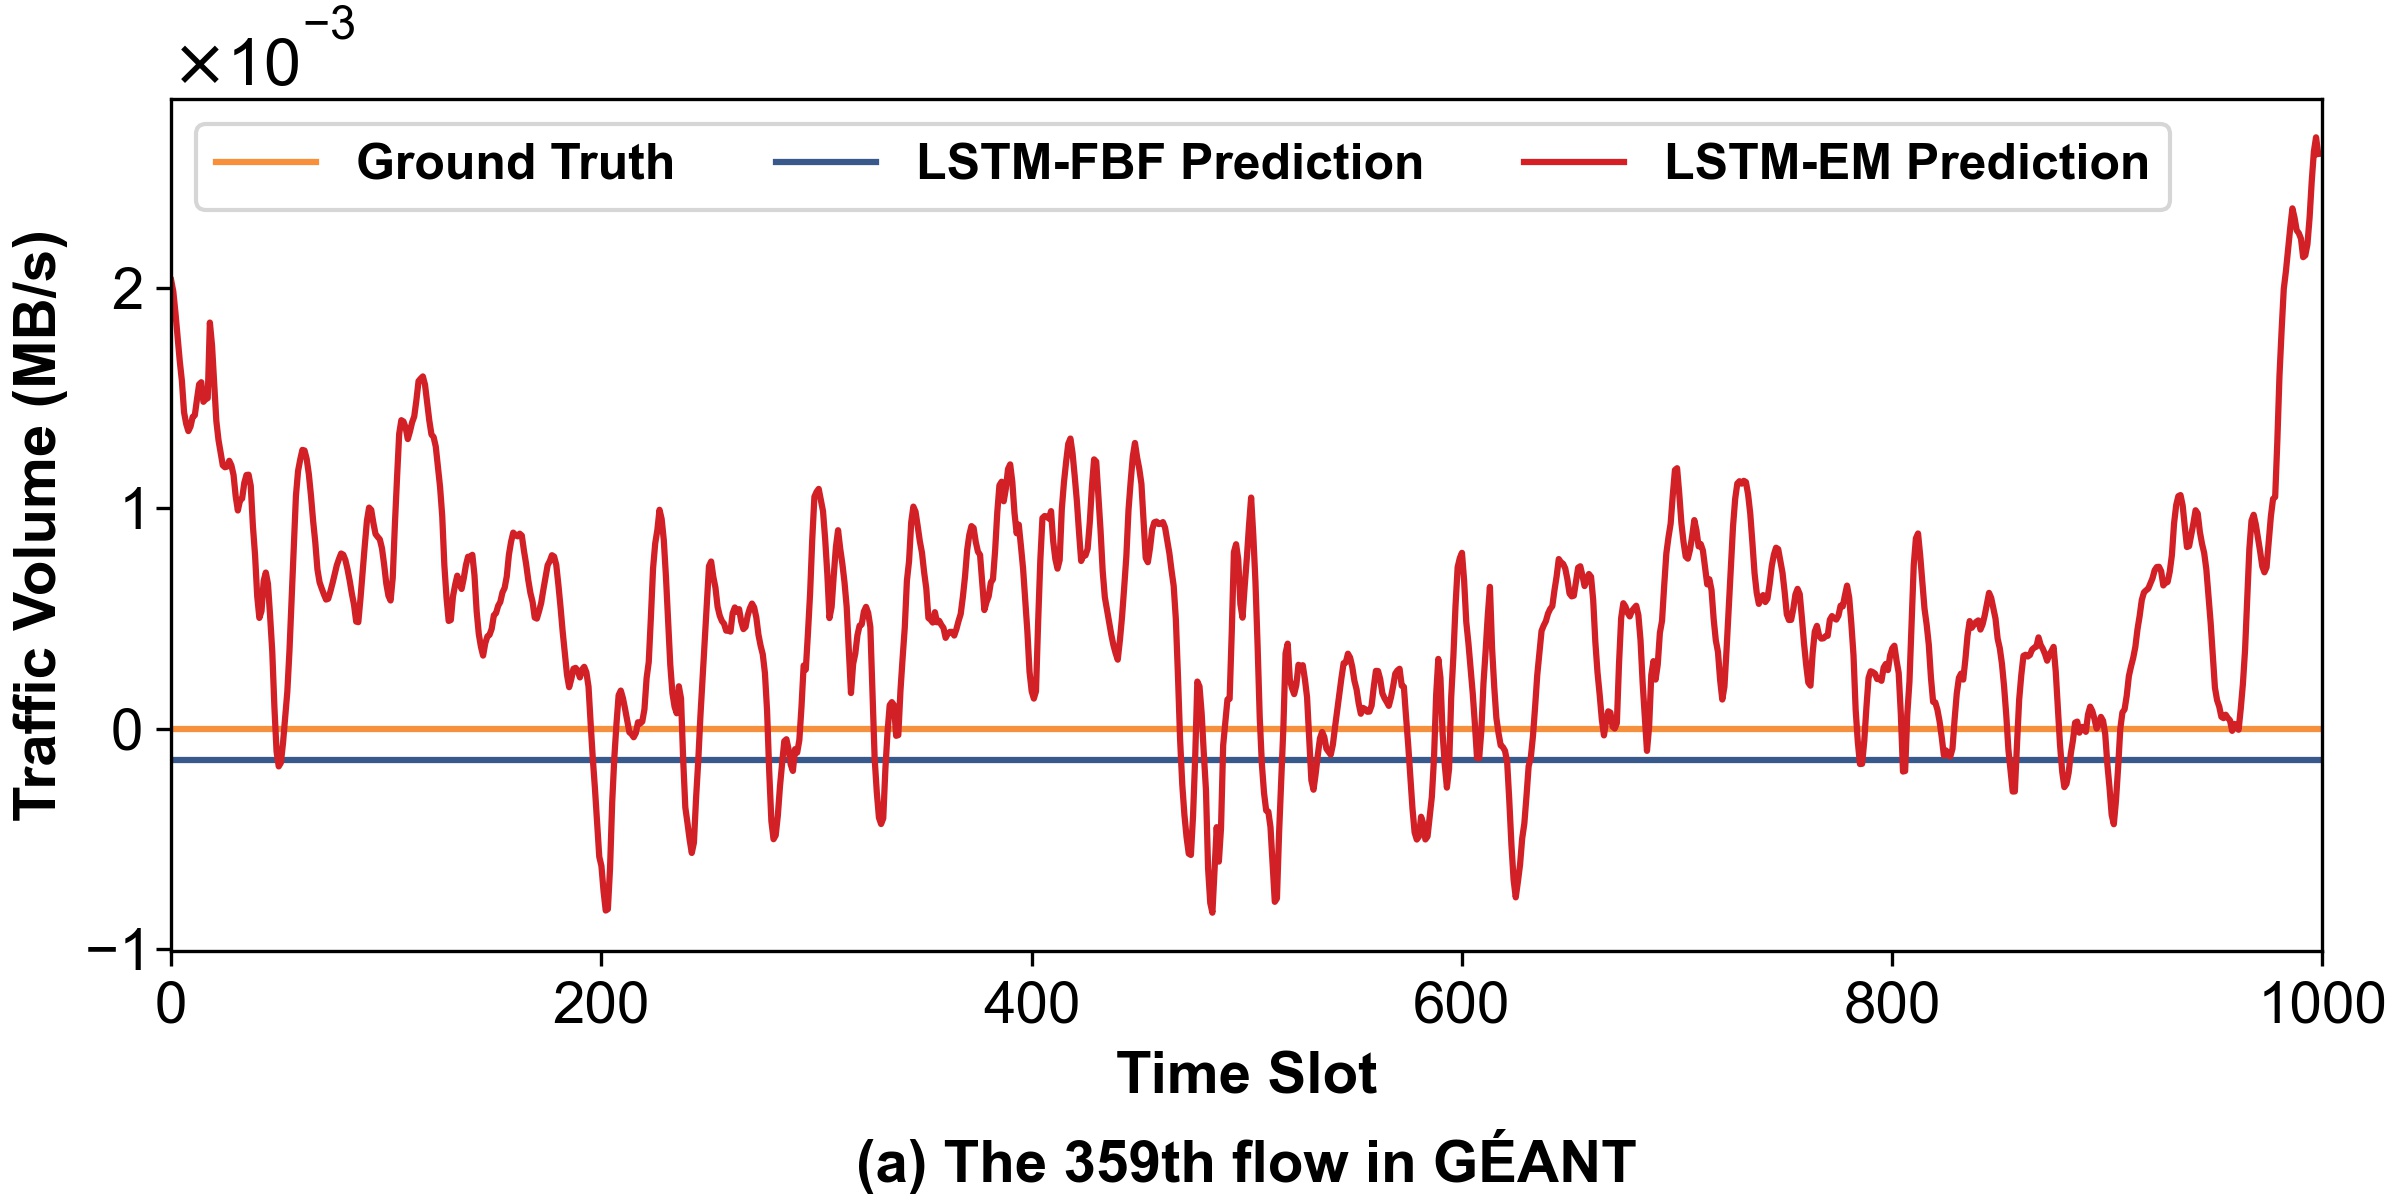 ×10⁻³
Ground Truth LSTM-FBF Prediction LSTM-EM Prediction
Traffic Volume (MB/s)
2
1
0
−1
0 200 400 600 800 1000
Time Slot
(a) The 359th flow in GÉANT